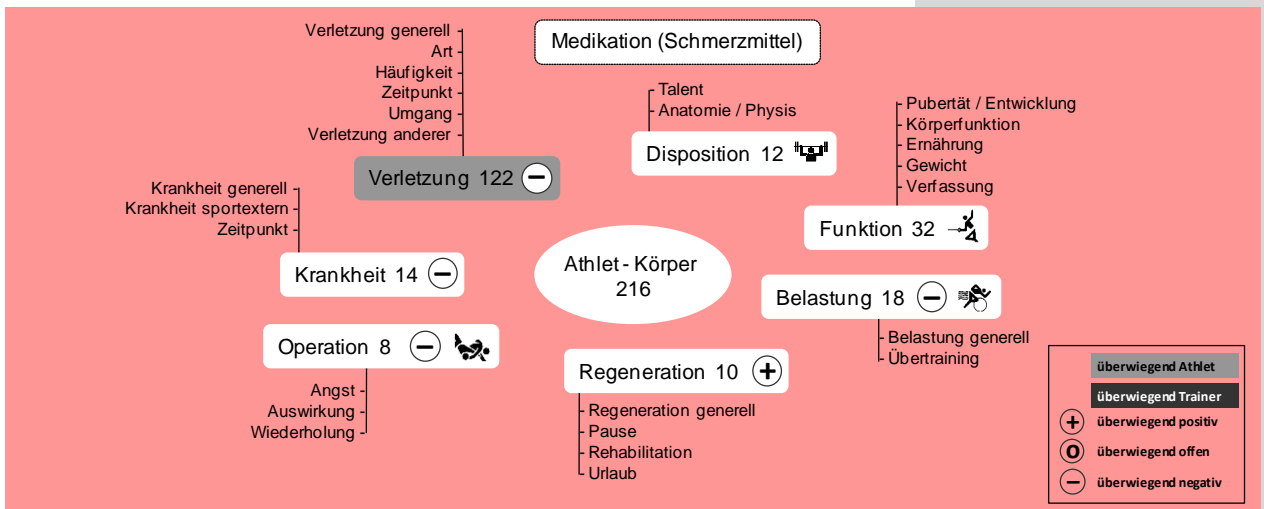 Verletzung generell
Art
Häufigkeit
Zeitpunkt
Umgang
Verletzung anderer
Verletzung 122
Medikation (Schmerzmittel)
Talent
Anatomie / Physis
Disposition 12
Pubertät / Entwicklung
Körperfunktion
Ernährung
Gewicht
Verfassung
Funktion 32
Krankheit generell
Krankheit sportextern
Zeitpunkt
Krankheit 14
Athlet - Körper
216
Belastung 18
Belastung generell
Übertraining
Operation 8
Angst
Auswirkung
Wiederholung
Regeneration 10
Regeneration generell
Pause
Rehabilitation
Urlaub
überwiegend Athlet
überwiegend Trainer
überwiegend positiv
überwiegend offen
überwiegend negativ